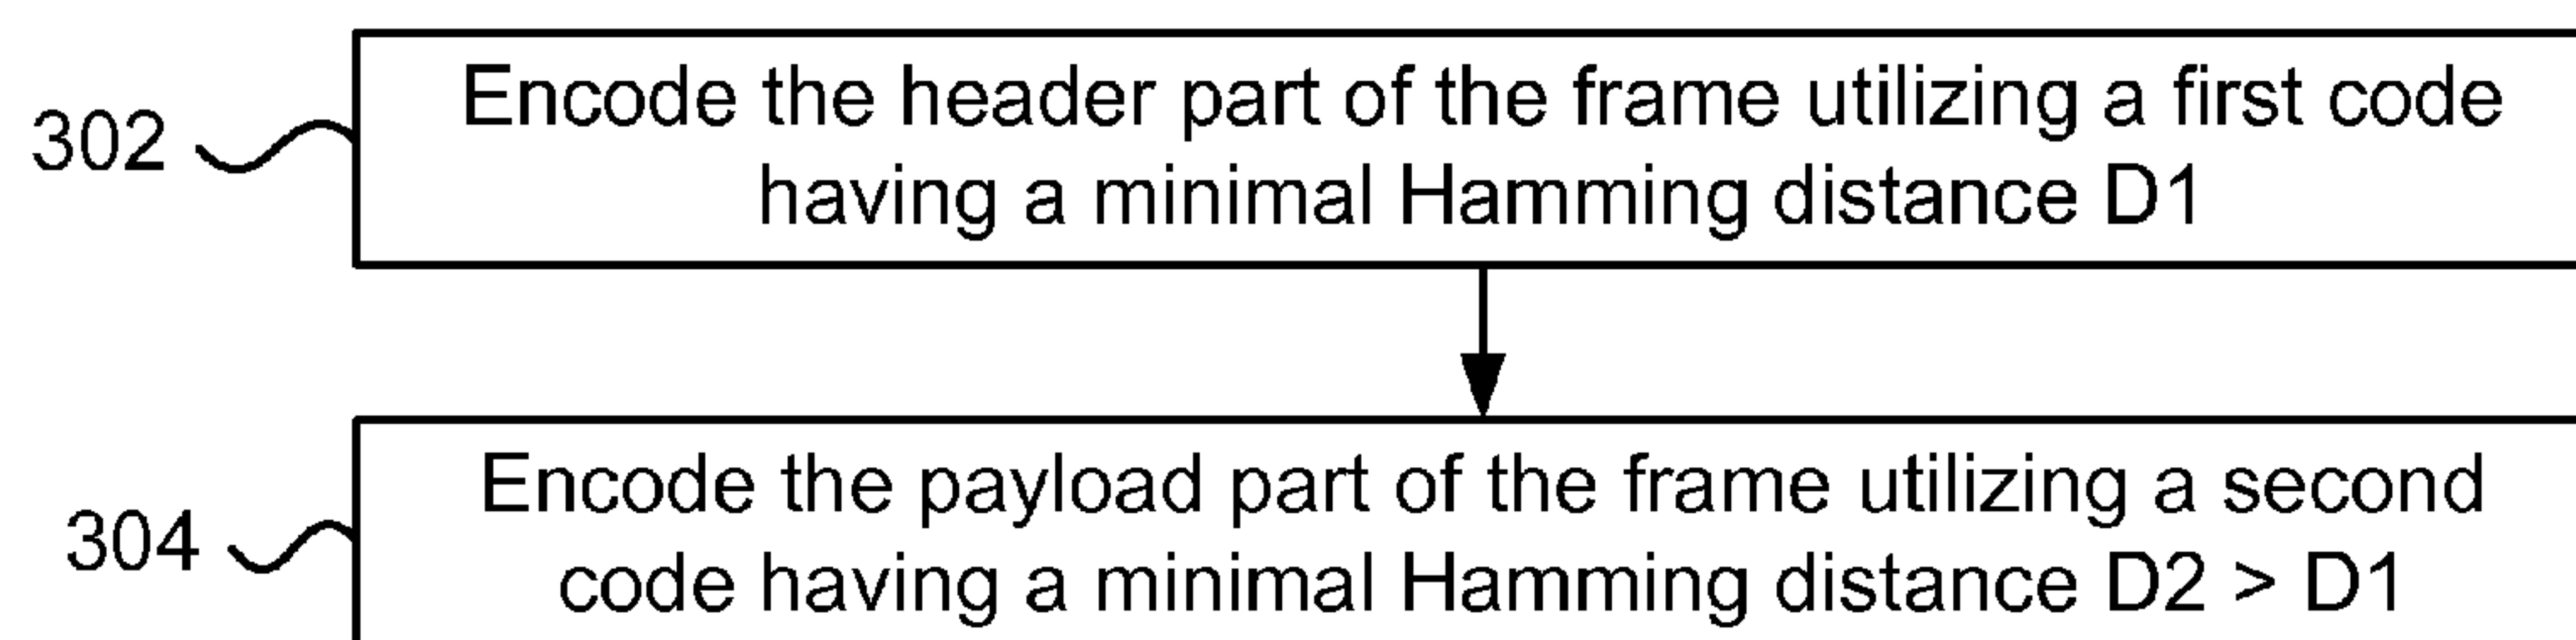 302
Encode the header part of the frame utilizing a first code
having a minimal Hamming distance D1
304
Encode the payload part of the frame utilizing a second
code having a minimal Hamming distance D2 > D1